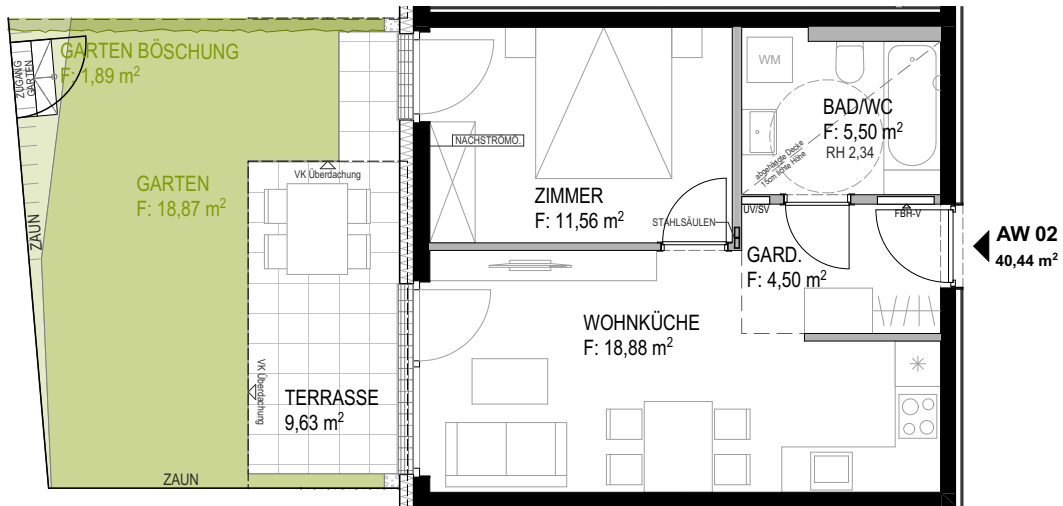 GARTEN BÖSCHUNG
F: 1,89 m²
ZUGANG
GARTEN
GARTEN
F: 18,87 m²
ZAUN
ZAUN
VK Überdachung
VK Überdachung
TERRASSE
9,63 m²
NACHSTRÖMÖ.
ZIMMER
F: 11,56 m²
STAHLSÄULEN
WM
BAD/WC
F: 5,50 m²
RH 2,34
abgehängte Decke
15cm lichte Höhe
UV/SV
FBH-V
GARD.
F: 4,50 m²
WOHNKÜCHE
F: 18,88 m²
AW 02
40,44 m²